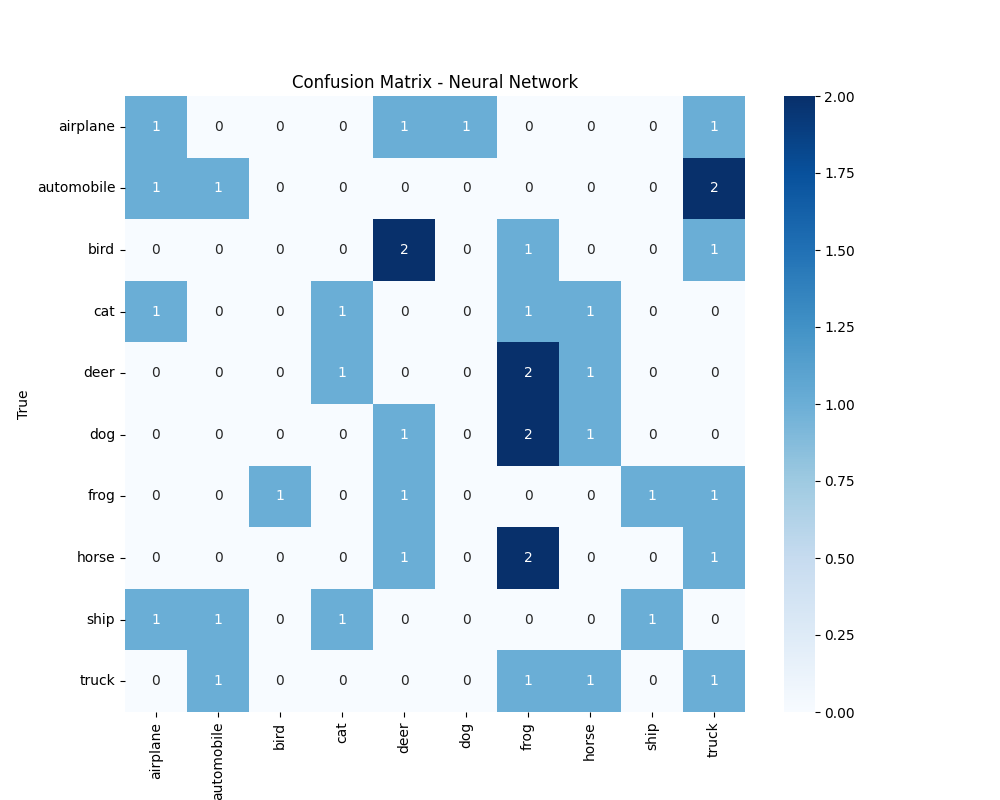 Confusion Matrix - Neural Network
True
airplane 1 0 0 0 1 1 0 0 0 1
automobile 1 1 0 0 0 0 0 0 0 2
bird 0 0 0 0 2 0 1 0 0 1
cat 1 0 0 1 0 0 1 1 0 0
deer 0 0 0 1 0 0 2 1 0 0
dog 0 0 0 0 1 0 2 1 0 0
frog 0 0 1 0 1 0 0 0 1 1
horse 0 0 0 0 1 0 2 0 0 1
ship 1 1 0 1 0 0 0 0 1 0
truck 0 1 0 0 0 0 1 1 0 1
airplane automobile bird cat deer dog frog horse ship truck
2.00
1.75
1.50
1.25
1.00
0.75
0.50
0.25
0.00